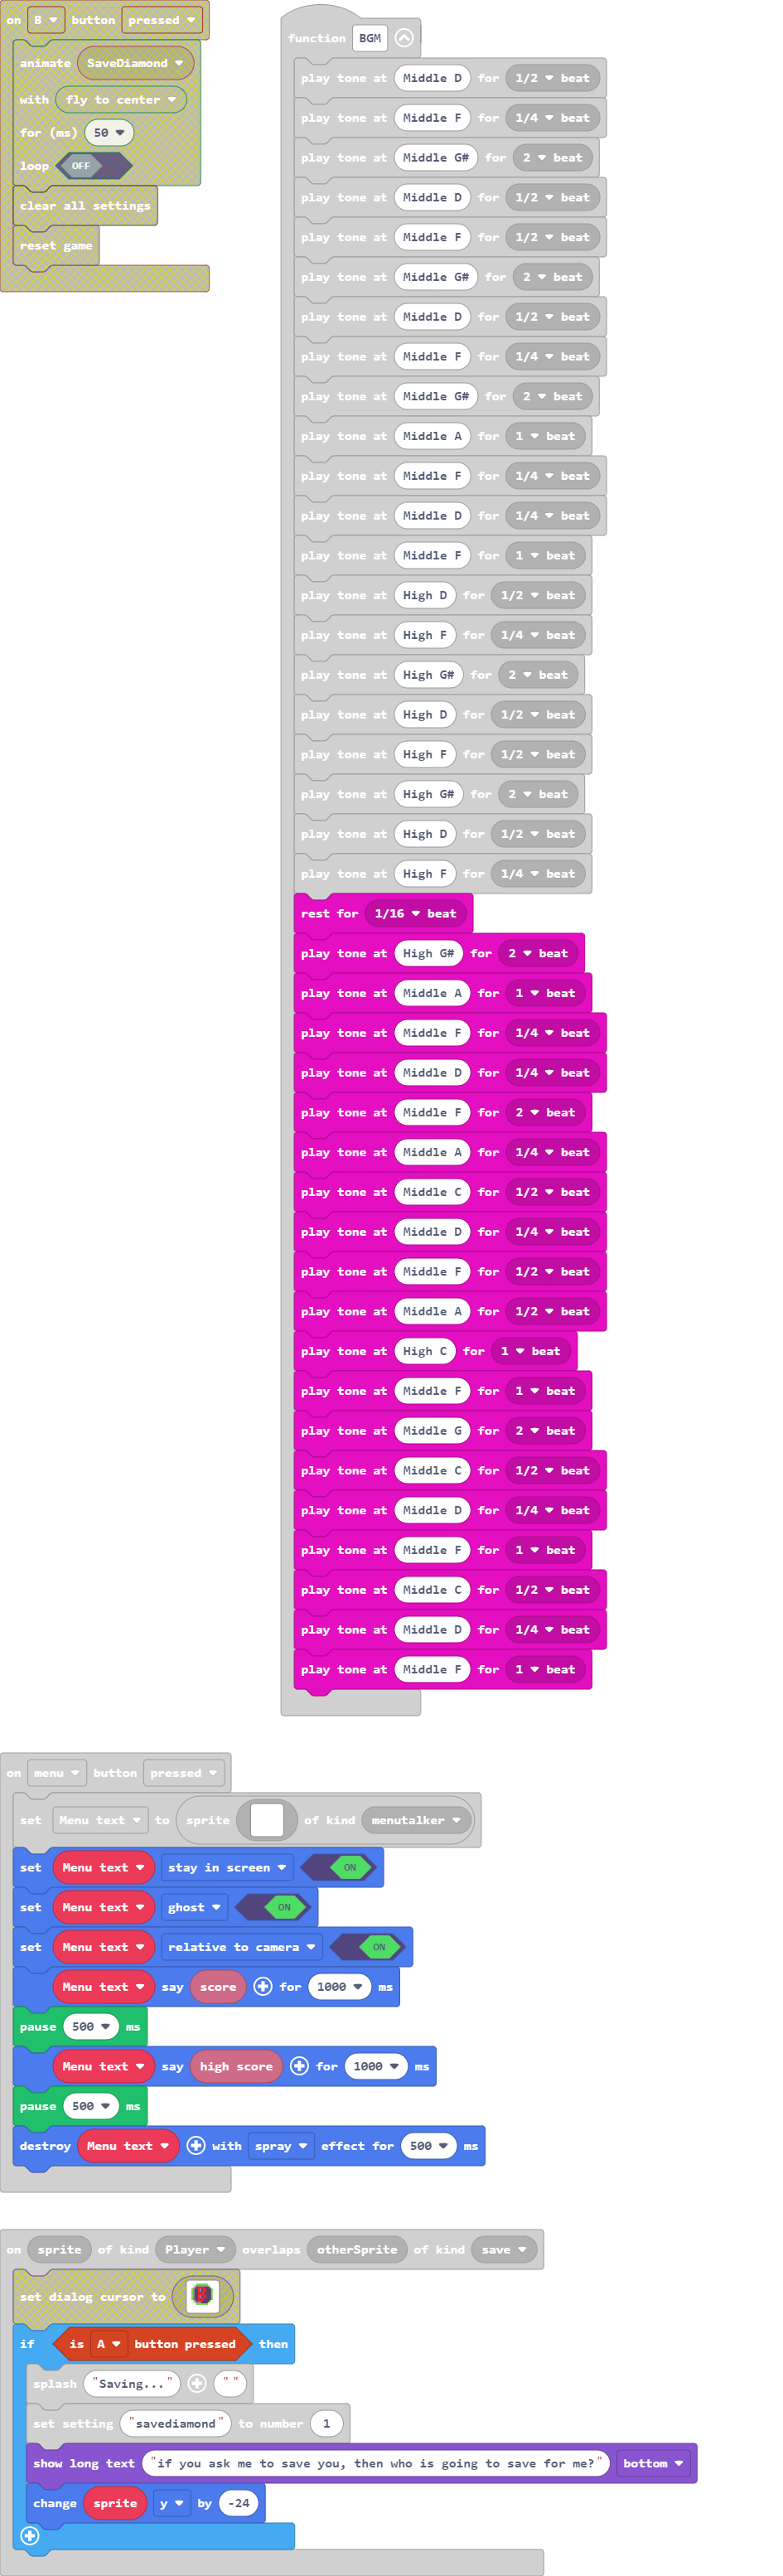 on B button pressed
animate SaveDiamond
with fly to center
for (ms) 50
loop OFF
clear all settings
reset game
function BGM
play tone at Middle D for 1/2 beat
play tone at Middle F for 1/4 beat
play tone at Middle G# for 2 beat
play tone at Middle D for 1/2 beat
play tone at Middle F for 1/2 beat
play tone at Middle G# for 2 beat
play tone at Middle D for 1/2 beat
play tone at Middle F for 1/4 beat
play tone at Middle G# for 2 beat
play tone at Middle A for 1 beat
play tone at Middle F for 1/4 beat
play tone at Middle D for 1/4 beat
play tone at Middle F for 1 beat
play tone at High D for 1/2 beat
play tone at High F for 1/4 beat
play tone at High G# for 2 beat
play tone at High D for 1/2 beat
play tone at High F for 1/2 beat
play tone at High G# for 2 beat
play tone at High D for 1/2 beat
play tone at High F for 1/4 beat
rest for 1/16 beat
play tone at High G# for 2 beat
play tone at Middle A for 1 beat
play tone at Middle F for 1/4 beat
play tone at Middle D for 1/4 beat
play tone at Middle F for 2 beat
play tone at Middle A for 1/4 beat
play tone at Middle C for 1/2 beat
play tone at Middle D for 1/4 beat
play tone at Middle F for 1/2 beat
play tone at Middle A for 1/2 beat
play tone at High C for 1 beat
play tone at Middle F for 1 beat
play tone at Middle G for 2 beat
play tone at Middle C for 1/2 beat
play tone at Middle D for 1/4 beat
play tone at Middle F for 1 beat
play tone at Middle C for 1/2 beat
play tone at Middle D for 1/4 beat
play tone at Middle F for 1 beat
on menu button pressed
set Menu text to sprite of kind menutalker
set Menu text stay in screen ON
set Menu text ghost ON
set Menu text relative to camera ON
Menu text say score for 1000 ms
pause 500 ms
Menu text say high score for 1000 ms
pause 500 ms
destroy Menu text with spray effect for 500 ms
on sprite of kind Player overlaps otherSprite of kind save
set dialog cursor to B
if is A button pressed then
splash "Saving..." ""
set setting "savediamond" to number 1
show long text "if you ask me to save you, then who is going to save for me?" bottom
change sprite y by -24